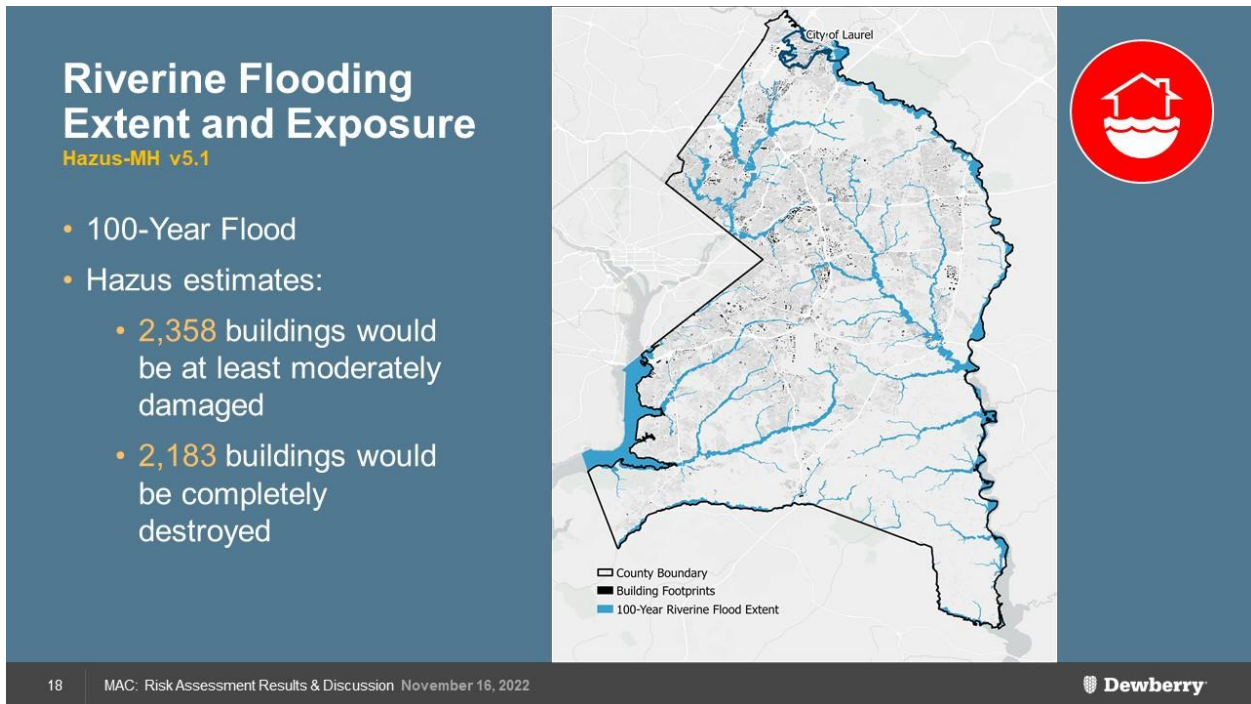 Riverine Flooding
Extent and Exposure
Hazus-MH v5.1
• 100-Year Flood
• Hazus estimates:
• 2,358 buildings would
be at least moderately
damaged
• 2,183 buildings would
be completely
destroyed
City of Laurel
County Boundary
Building Footprints
100-Year Riverine Flood Extent
18
MAC: Risk Assessment Results & Discussion November 16, 2022
Dewberry